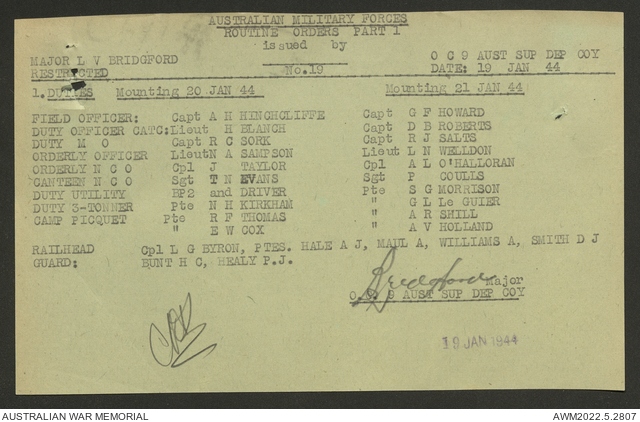 AUSTRALIAN MILITARY FORCES
ROUTINE ORDERS PART 1
issued by
MAJOR L V BRIDGFORD O C 9 AUST SUP DEP COY
RESTRICTED No.19 DATE: 19 JAN 44
1. DUTIES Mounting 20 JAN 44 Mounting 21 JAN 44
FIELD OFFICER: Capt A H HINCHCLIFFE Capt G F HOWARD
DUTY OFFICER CATC: Lieut H BLANCH Capt D B ROBERTS
DUTY M O Capt R C SORK Capt R J SALTS
ORDERLY OFFICER Lieut N A SAMPSON Lieut L N WELLDON
ORDERLY N C O Cpl J TAYLOR Cpl A L O'HALLORAN
CANTEEN N C O Sgt T N EVANS Sgt P COULLS
DUTY UTILITY BP2 and DRIVER Pte S G MORRISON
DUTY 3-TONNER Pte N H KIRKHAM " G L Le GUIER
CAMP PICQUET Pte R F THOMAS " A R SHILL
" E W COX " A V HOLLAND
RAILHEAD Cpl L G BYRON, PTES. HALE A J, MAUL A, WILLIAMS A, SMITH D J
GUARD: BUNT H C, HEALY P.J.
Bridgford Major
O.C. 9 AUST SUP DEP COY
19 JAN 1944
AUSTRALIAN WAR MEMORIAL AWM2022.5.2807